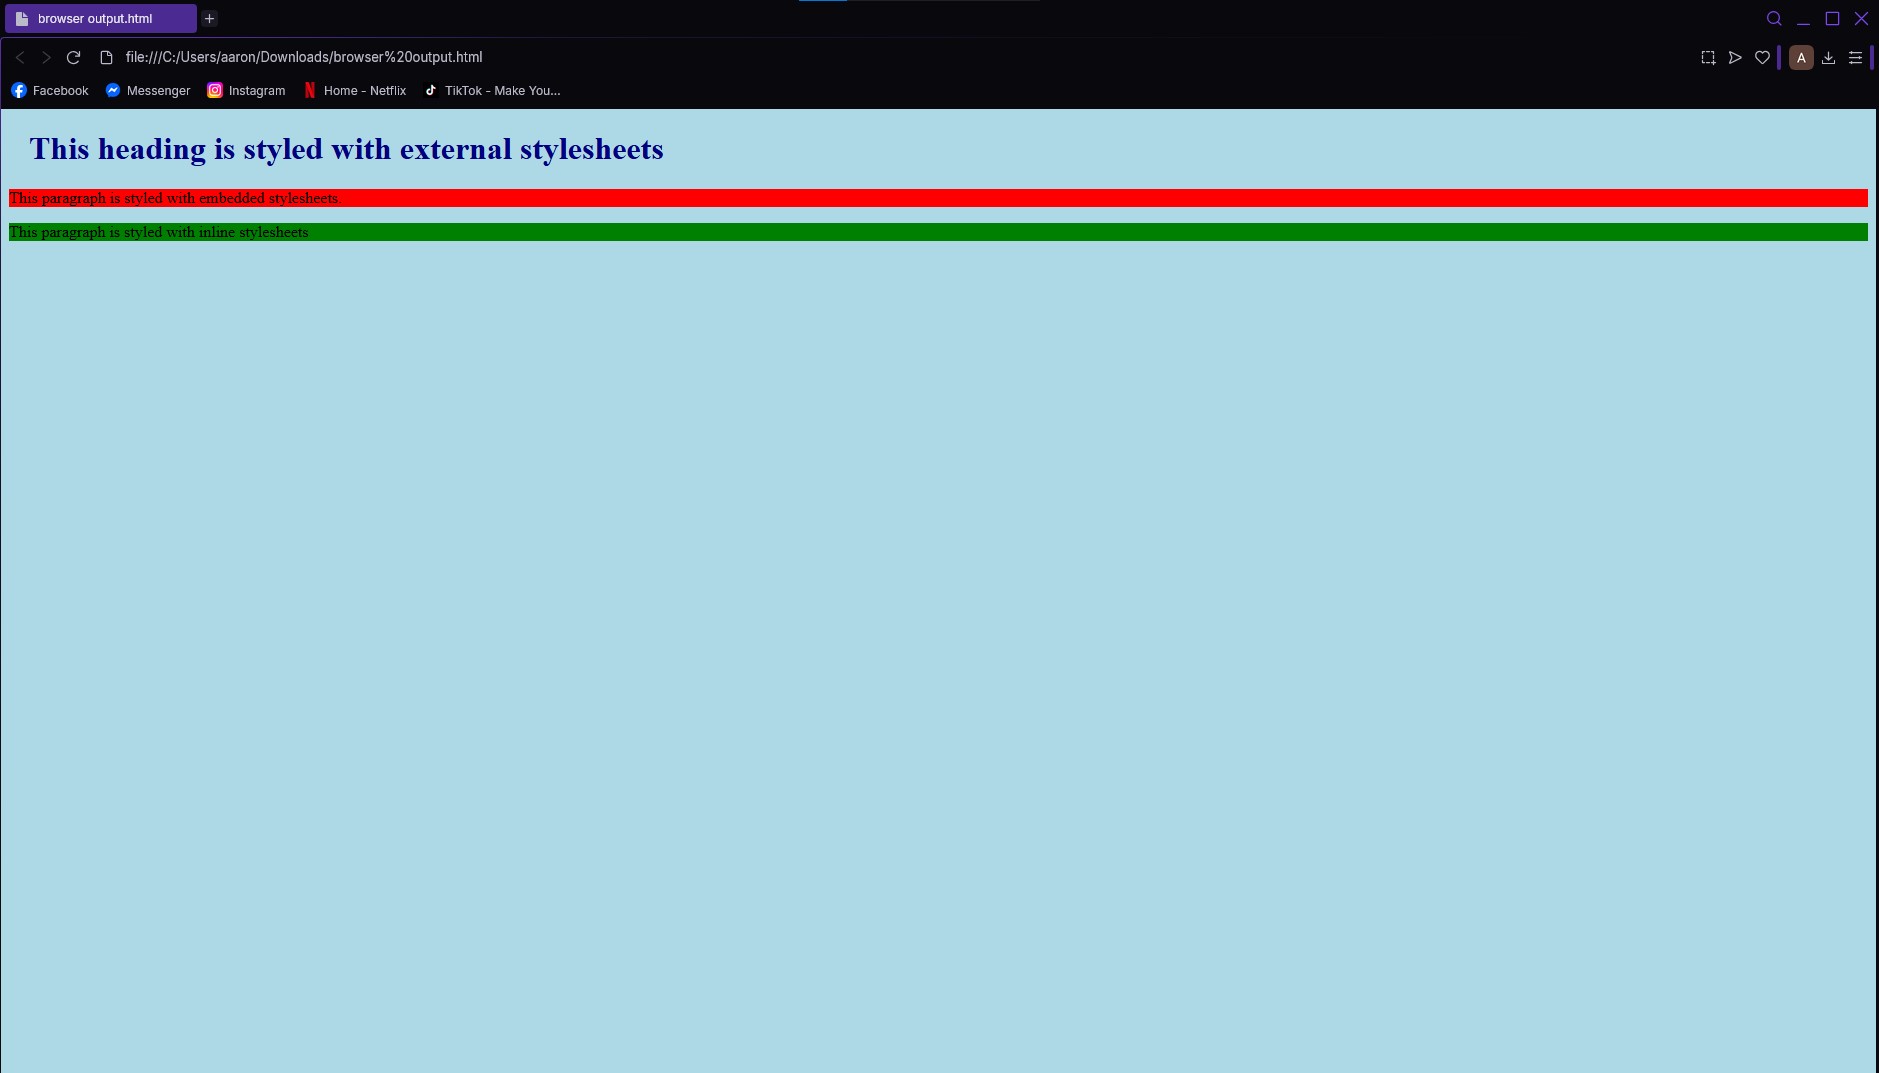 browser output.html
file:///C:/Users/aaron/Downloads/browser%20output.html
A
Facebook Messenger Instagram Home - Netflix TikTok - Make You...
This heading is styled with external stylesheets
This paragraph is styled with embedded stylesheets.
This paragraph is styled with inline stylesheets